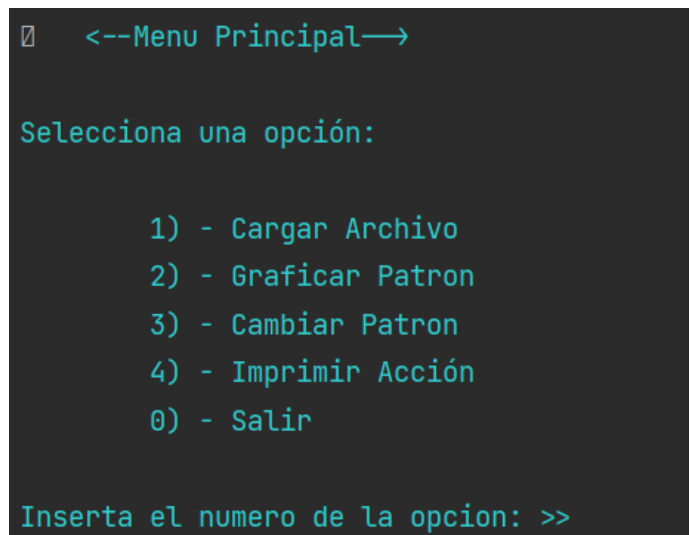 <--Menu Principal-->
Selecciona una opción:
1) - Cargar Archivo
2) - Graficar Patron
3) - Cambiar Patron
4) - Imprimir Acción
0) - Salir
Inserta el numero de la opcion: >>